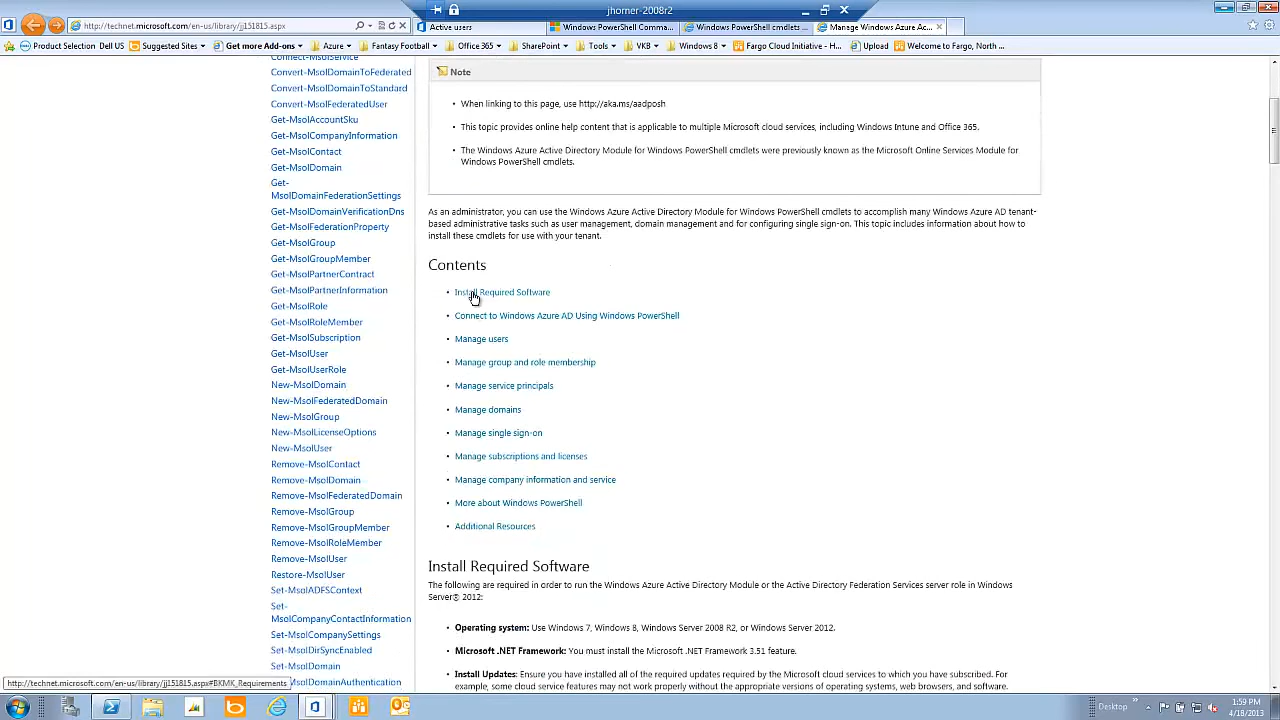 jhorner-2008r2
http://technet.microsoft.com/en-us/library/jj151815.aspx
Active users
Windows PowerShell Comma...
Windows PowerShell cmdlets ...
Manage Windows Azure Ac...
Product Selection Dell US
Suggested Sites
Get more Add-ons
Azure
Fantasy Football
Office 365
SharePoint
Tools
VKB
Windows 8
Fargo Cloud Initiative - H...
Upload
Welcome to Fargo, North ...
Connect-MsolService
Convert-MsolDomainToFederated
Convert-MsolDomainToStandard
Convert-MsolFederatedUser
Get-MsolAccountSku
Get-MsolCompanyInformation
Get-MsolContact
Get-MsolDomain
Get-
MsolDomainFederationSettings
Get-MsolDomainVerificationDns
Get-MsolFederationProperty
Get-MsolGroup
Get-MsolGroupMember
Get-MsolPartnerContract
Get-MsolPartnerInformation
Get-MsolRole
Get-MsolRoleMember
Get-MsolSubscription
Get-MsolUser
Get-MsolUserRole
New-MsolDomain
New-MsolFederatedDomain
New-MsolGroup
New-MsolLicenseOptions
New-MsolUser
Remove-MsolContact
Remove-MsolDomain
Remove-MsolFederatedDomain
Remove-MsolGroup
Remove-MsolGroupMember
Remove-MsolRoleMember
Remove-MsolUser
Restore-MsolUser
Set-MsolADFSContext
Set-
MsolCompanyContactInformation
Set-MsolCompanySettings
Set-MsolDirSyncEnabled
Set-MsolDomain
MsolDomainAuthentication
Note
• When linking to this page, use http://aka.ms/aadposh
• This topic provides online help content that is applicable to multiple Microsoft cloud services, including Windows Intune and Office 365.
• The Windows Azure Active Directory Module for Windows PowerShell cmdlets were previously known as the Microsoft Online Services Module for
Windows PowerShell cmdlets.
As an administrator, you can use the Windows Azure Active Directory Module for Windows PowerShell cmdlets to accomplish many Windows Azure AD tenant-
based administrative tasks such as user management, domain management and for configuring single sign-on. This topic includes information about how to
install these cmdlets for use with your tenant.
Contents
• Install Required Software
• Connect to Windows Azure AD Using Windows PowerShell
• Manage users
• Manage group and role membership
• Manage service principals
• Manage domains
• Manage single sign-on
• Manage subscriptions and licenses
• Manage company information and service
• More about Windows PowerShell
• Additional Resources
Install Required Software
The following are required in order to run the Windows Azure Active Directory Module or the Active Directory Federation Services server role in Windows
Server® 2012:
• Operating system: Use Windows 7, Windows 8, Windows Server 2008 R2, or Windows Server 2012.
• Microsoft .NET Framework: You must install the Microsoft .NET Framework 3.51 feature.
• Install Updates: Ensure you have installed all of the required updates required by the Microsoft cloud services to which you have subscribed. For
example, some cloud service features may not work properly without the appropriate versions of operating systems, web browsers, and software.
http://technet.microsoft.com/en-us/library/jj151815.aspx#BKMK_Requirements
Desktop
1:59 PM
4/18/2013